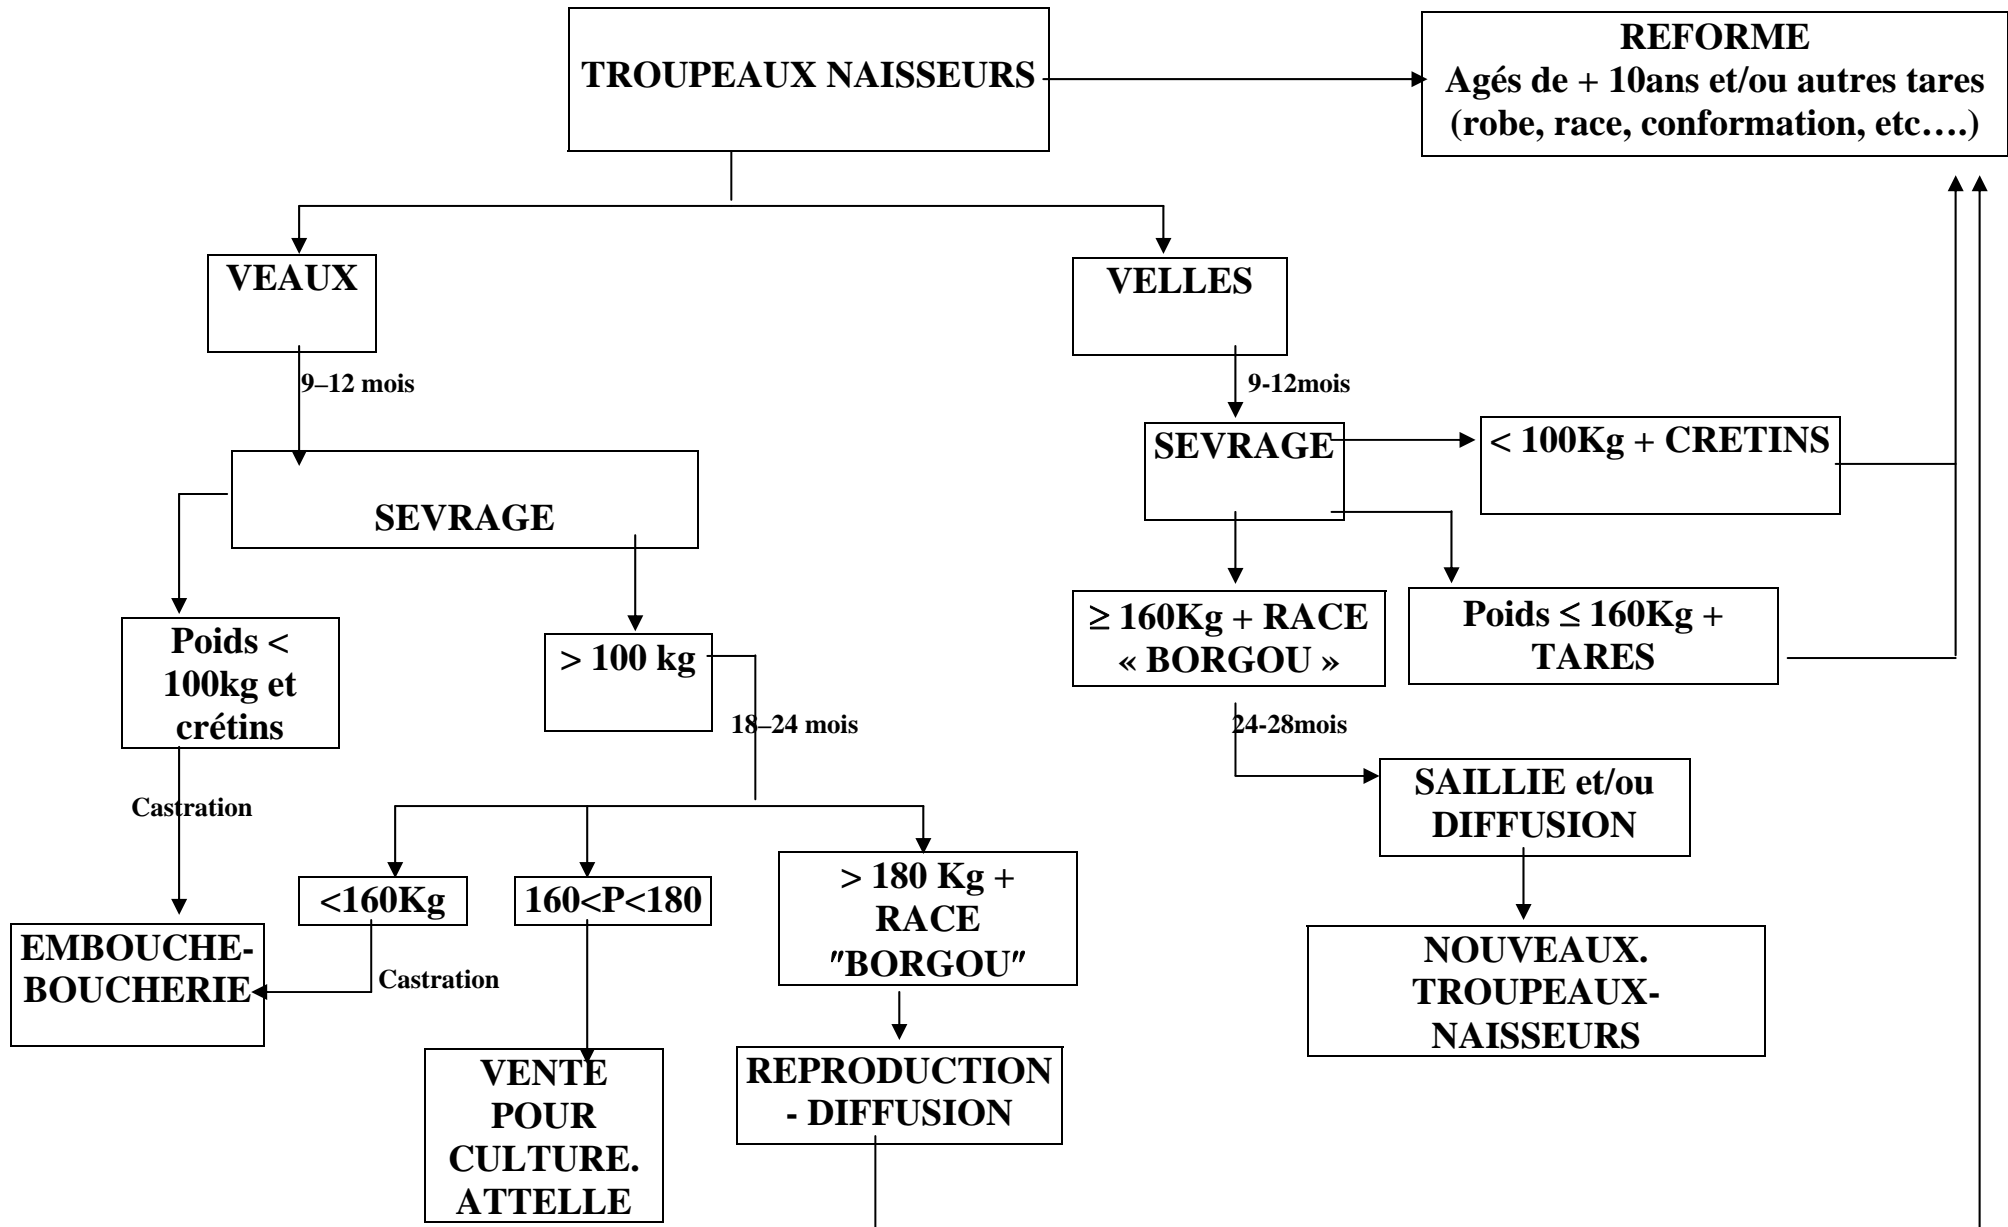 TROUPEAUX NAISSEURS
REFORME
Agés de + 10ans et/ou autres tares
(robe, race, conformation, etc….)
VEAUX
VELLES
9–12 mois
9-12mois
SEVRAGE
SEVRAGE
< 100Kg + CRETINS
Poids <
100kg et
crétins
> 100 kg
≥ 160Kg + RACE
« BORGOU »
Poids ≤ 160Kg +
TARES
18–24 mois
24-28mois
Castration
SAILLIE et/ou
DIFFUSION
<160Kg
160<P<180
> 180 Kg +
RACE
"BORGOU"
EMBOUCHE-
BOUCHERIE
Castration
NOUVEAUX.
TROUPEAUX-
NAISSEURS
VENTE
POUR
CULTURE.
ATTELLE
REPRODUCTION
- DIFFUSION